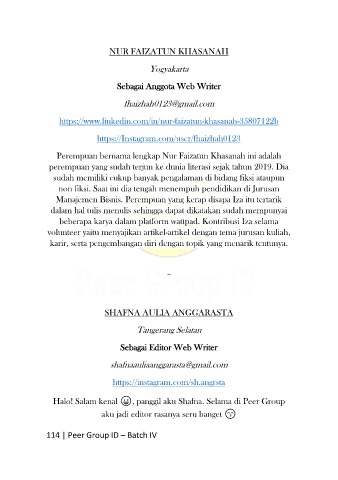 NUR FAIZATUN KHASANAH
Yogyakarta
Sebagai Anggota Web Writer
fhaizhah0123@gmail.com
https://www.linkedin.com/in/nur-faizatun-khasanah-35807122b
https://Instagram.com/user/fhaizhah0123
Perempuan bernama lengkap Nur Faizatun Khasanah ini adalah
perempuan yang sudah terjun ke dunia literasi sejak tahun 2019. Dia
sudah memiliki cukup banyak pengalaman di bidang fiksi ataupun
non fiksi. Saat ini dia tengah menempuh pendidikan di Jurusan
Manajemen Bisnis. Perempuan yang kerap disapa Iza itu tertarik
dalam hal tulis menulis sehingga dapat dikatakan sudah mempunyai
beberapa karya dalam platform wattpad. Kontribusi Iza selama
volunteer yaitu menyajikan artikel-artikel dengan tema jurusan kuliah,
karir, serta pengembangan diri dengan topik yang menarik tentunya.
–
Peer Group ID
SHAFNA AULIA ANGGARASTA
Tangerang Selatan
Sebagai Editor Web Writer
shafnaauliaanggarasta@gmail.com
https://instagram.com/sh.angrsta
Halo! Salam kenal 😀, panggil aku Shafna. Selama di Peer Group
aku jadi editor rasanya seru banget 😙
114 | Peer Group ID – Batch IV